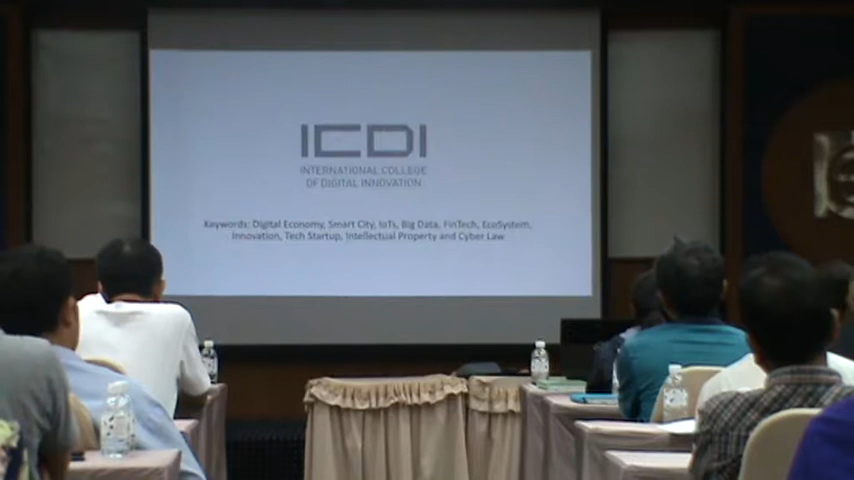 ICDI
INTERNATIONAL COLLEGE
OF DIGITAL INNOVATION
Keywords: Digital Economy, Smart City, IoTs, Big Data, FinTech, EcoSystem,
Innovation, Tech Startup, Intellectual Property and Cyber Law